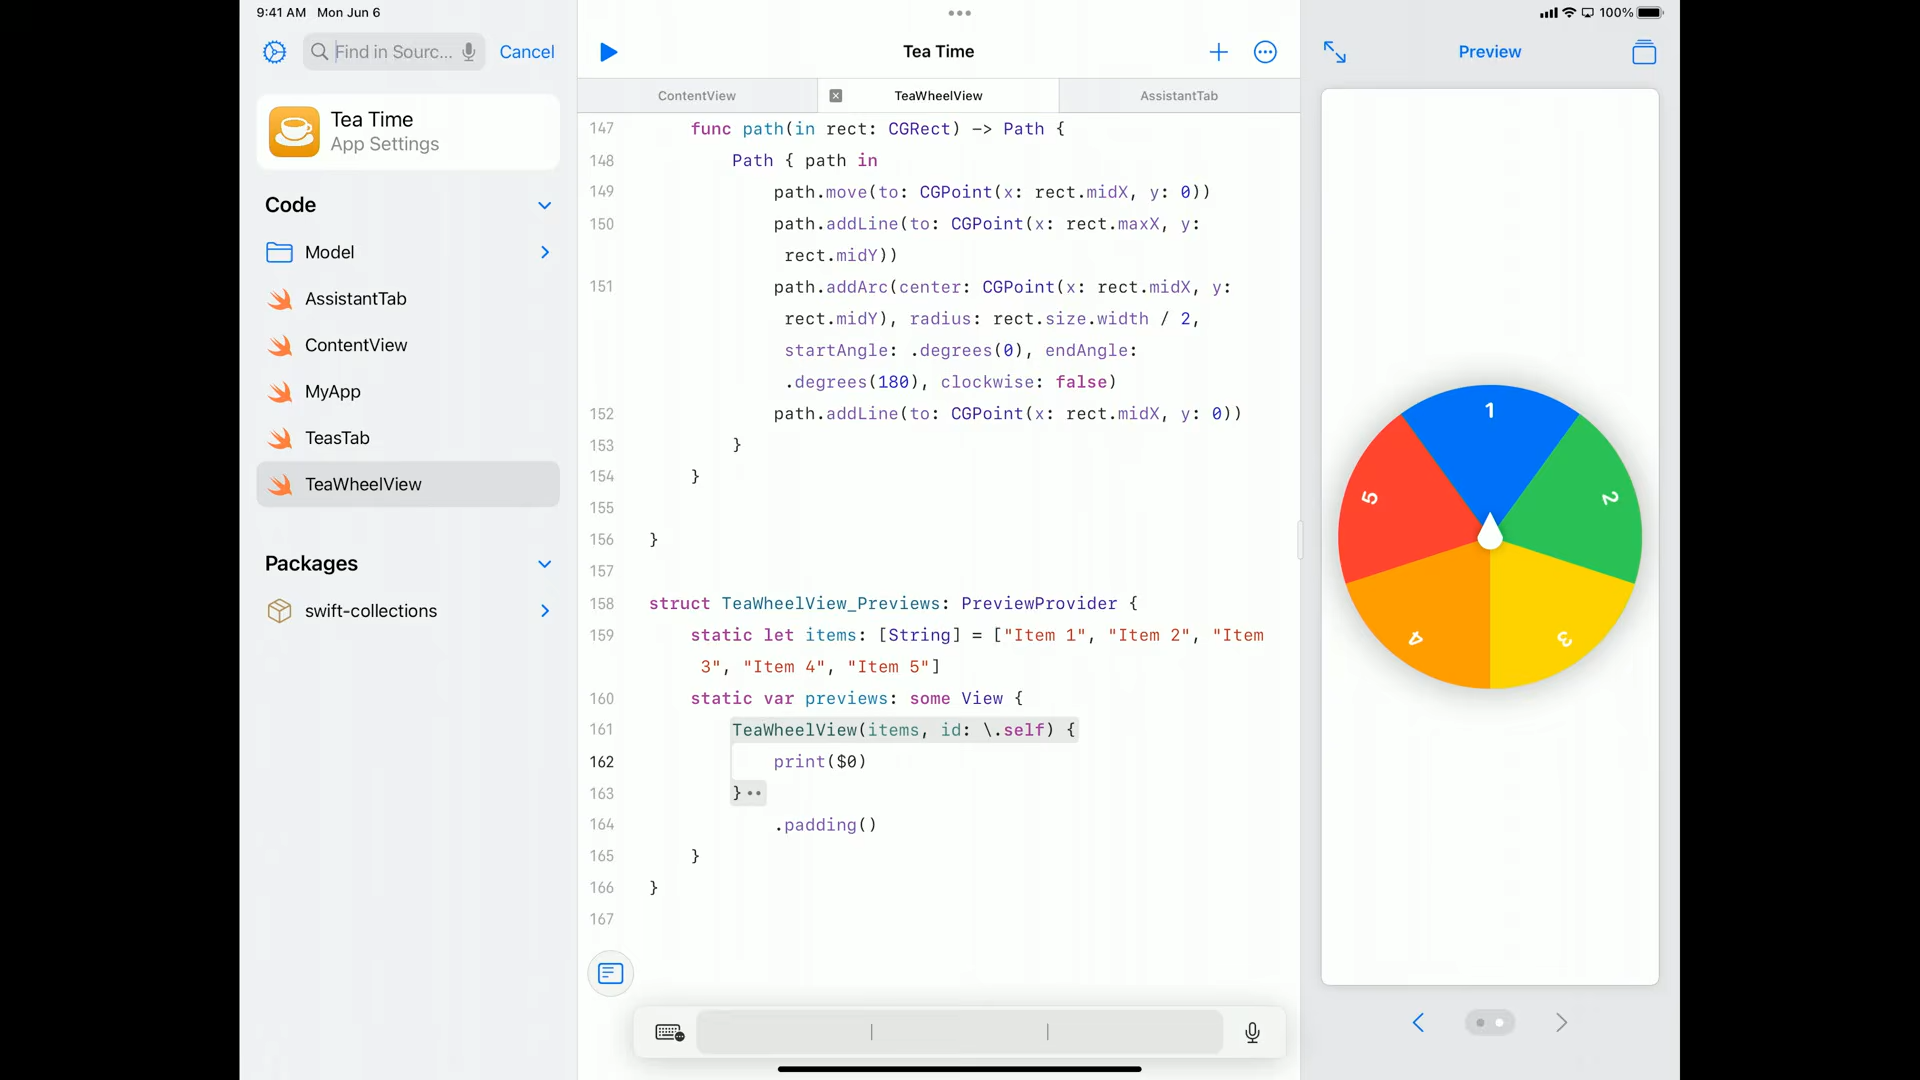 9:41 AM Mon Jun 6
100%
Find in Sourc...
Cancel
Tea Time
App Settings
Code
Model
AssistantTab
ContentView
MyApp
TeasTab
TeaWheelView
Packages
swift-collections
Tea Time
ContentView
TeaWheelView
AssistantTab
147 func path(in rect: CGRect) -> Path {
148 Path { path in
149 path.move(to: CGPoint(x: rect.midX, y: 0))
150 path.addLine(to: CGPoint(x: rect.maxX, y:
rect.midY))
151 path.addArc(center: CGPoint(x: rect.midX, y:
rect.midY), radius: rect.size.width / 2,
startAngle: .degrees(0), endAngle:
.degrees(180), clockwise: false)
152 path.addLine(to: CGPoint(x: rect.midX, y: 0))
153 }
154 }
155
156 }
157
158 struct TeaWheelView_Previews: PreviewProvider {
159 static let items: [String] = ["Item 1", "Item 2", "Item
3", "Item 4", "Item 5"]
160 static var previews: some View {
161 TeaWheelView(items, id: \.self) {
162 print($0)
163 }
164 .padding()
165 }
166 }
167
Preview
1
2
3
4
5